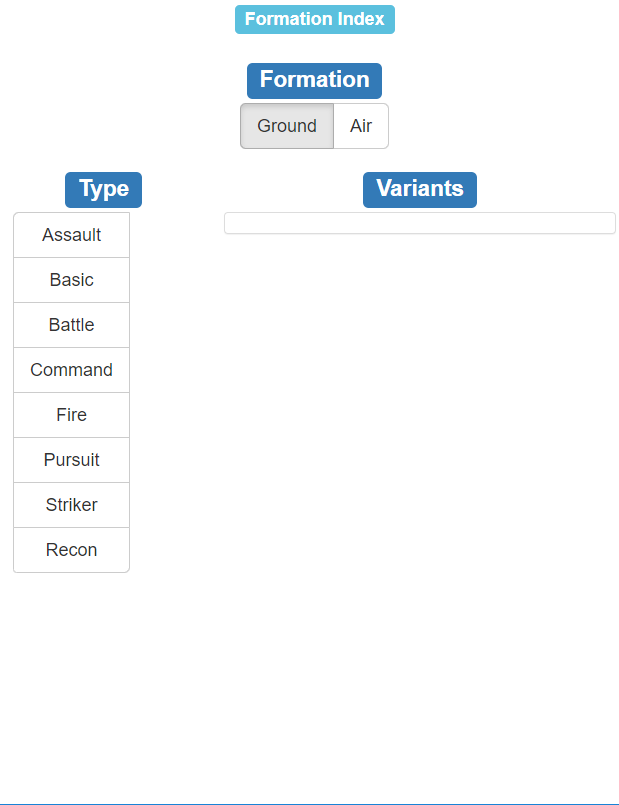 Formation Index
Formation
Ground Air
Type
Variants
Assault
Basic
Battle
Command
Fire
Pursuit
Striker
Recon